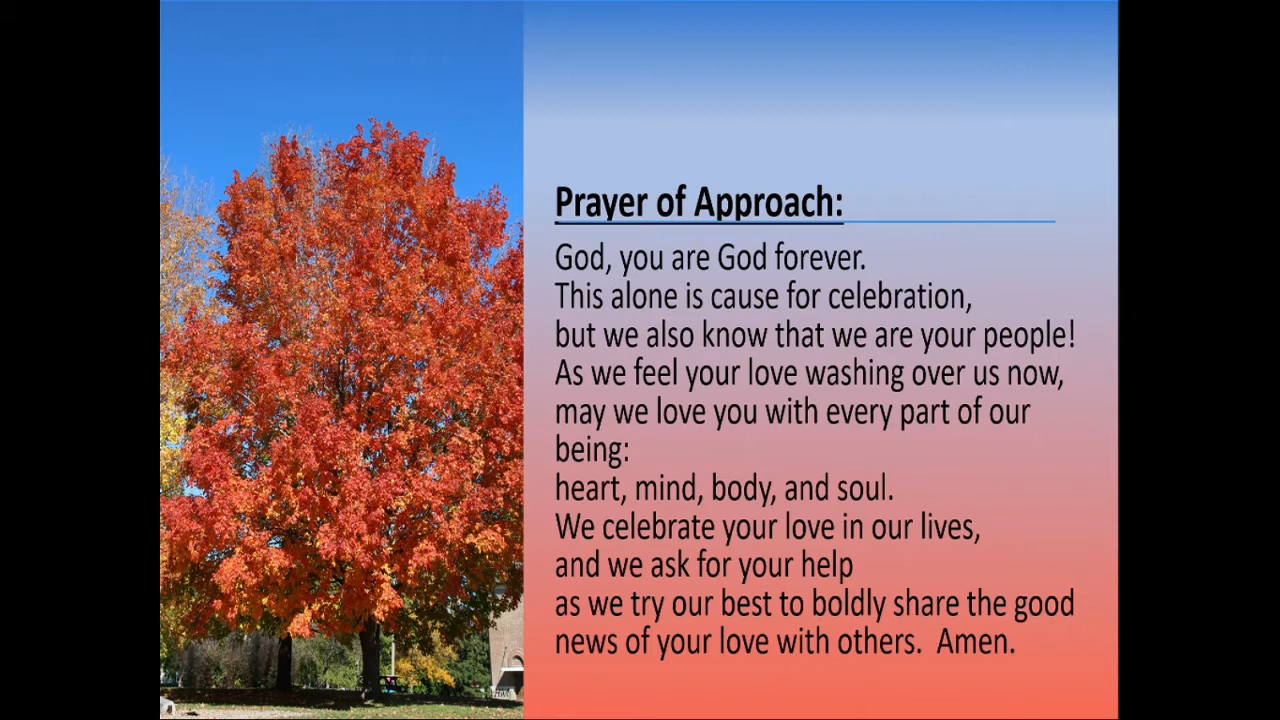 Prayer of Approach:
God, you are God forever.
This alone is cause for celebration,
but we also know that we are your people!
As we feel your love washing over us now,
may we love you with every part of our
being:
heart, mind, body, and soul.
We celebrate your love in our lives,
and we ask for your help
as we try our best to boldly share the good
news of your love with others.  Amen.